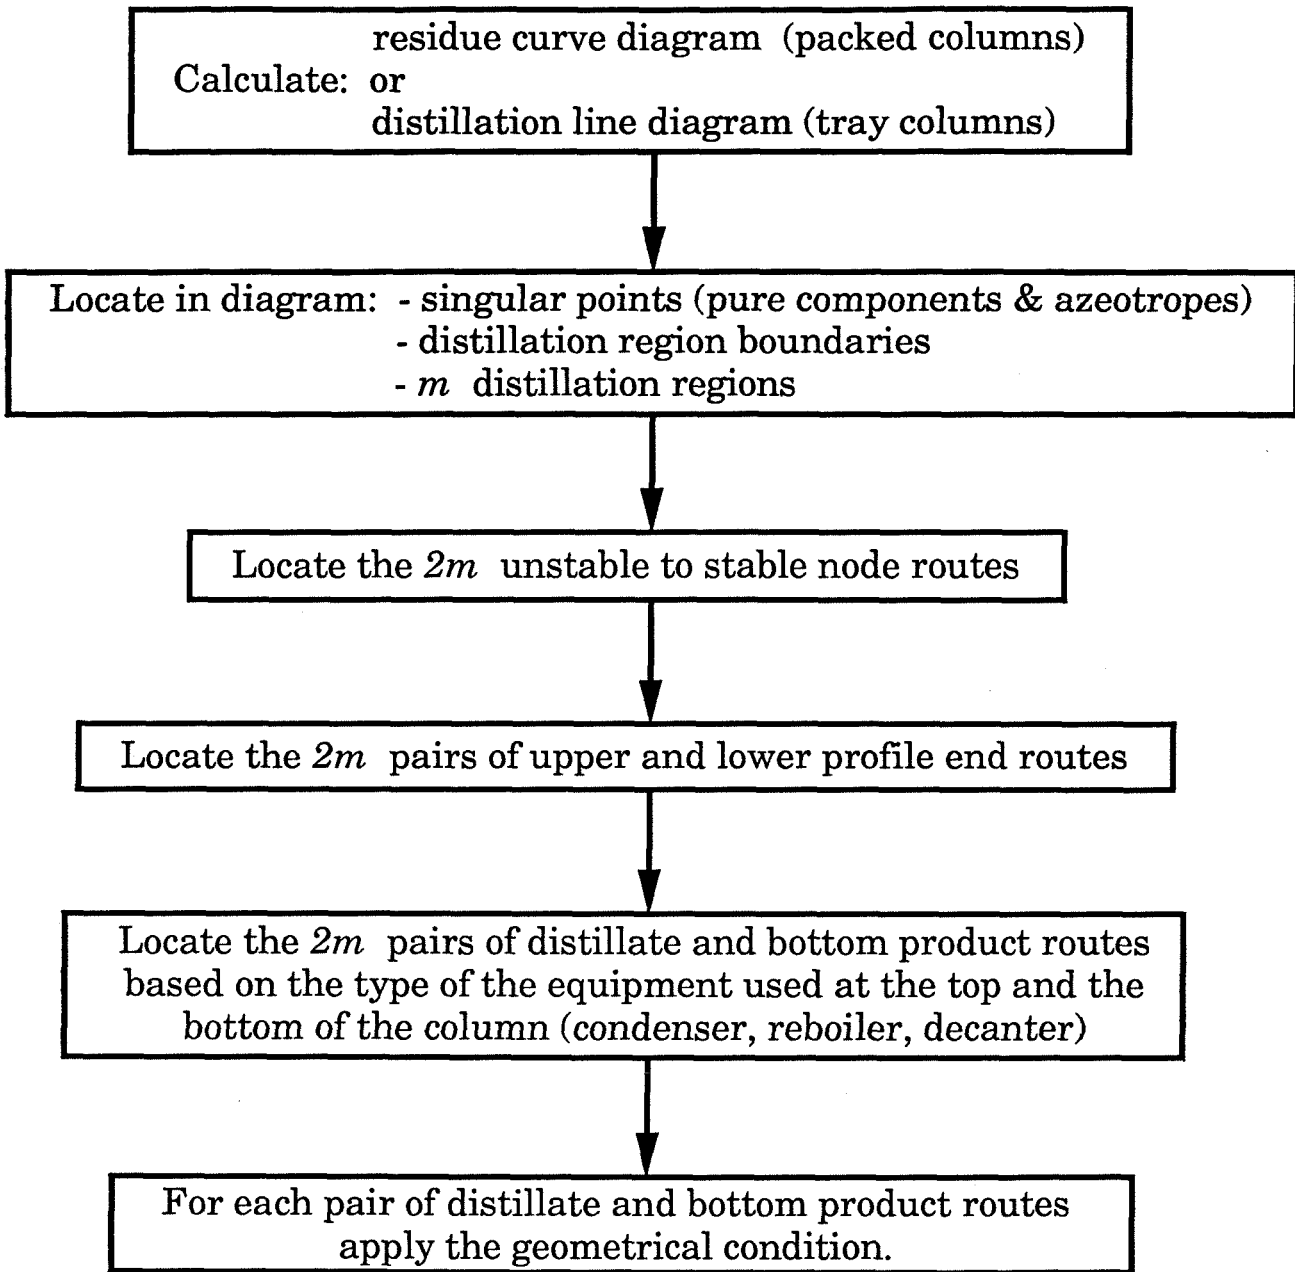 residue curve diagram (packed columns)
Calculate: or
distillation line diagram (tray columns)
Locate in diagram: - singular points (pure components & azeotropes)
- distillation region boundaries
- m distillation regions
Locate the 2m unstable to stable node routes
Locate the 2m pairs of upper and lower profile end routes
Locate the 2m pairs of distillate and bottom product routes
based on the type of the equipment used at the top and the
bottom of the column (condenser, reboiler, decanter)
For each pair of distillate and bottom product routes
apply the geometrical condition.